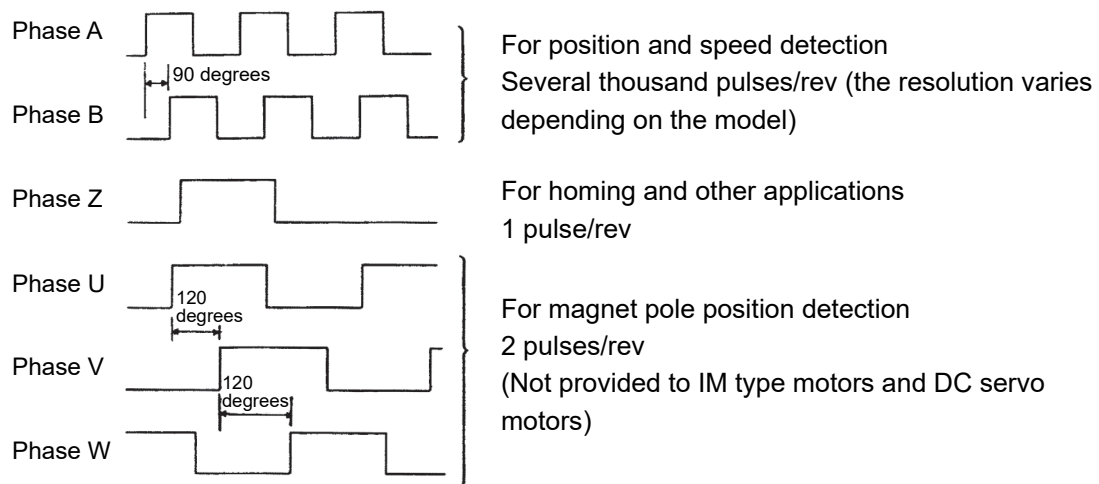 Phase A
90 degrees
Phase B
For position and speed detection
Several thousand pulses/rev (the resolution varies
depending on the model)
Phase Z
For homing and other applications
1 pulse/rev
Phase U
120
degrees
Phase V
120
degrees
Phase W
For magnet pole position detection
2 pulses/rev
(Not provided to IM type motors and DC servo
motors)